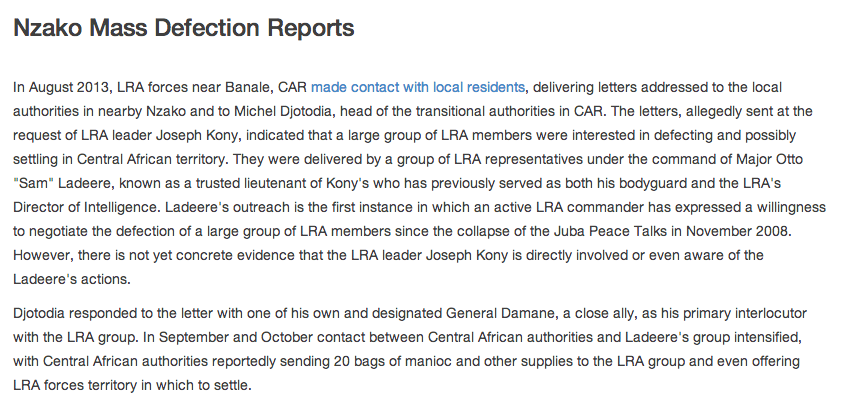 Nzako Mass Defection Reports
In August 2013, LRA forces near Banale, CAR made contact with local residents, delivering letters addressed to the local
authorities in nearby Nzako and to Michel Djotodia, head of the transitional authorities in CAR. The letters, allegedly sent at the
request of LRA leader Joseph Kony, indicated that a large group of LRA members were interested in defecting and possibly
settling in Central African territory. They were delivered by a group of LRA representatives under the command of Major Otto
"Sam" Ladeere, known as a trusted lieutenant of Kony's who has previously served as both his bodyguard and the LRA's
Director of Intelligence. Ladeere's outreach is the first instance in which an active LRA commander has expressed a willingness
to negotiate the defection of a large group of LRA members since the collapse of the Juba Peace Talks in November 2008.
However, there is not yet concrete evidence that the LRA leader Joseph Kony is directly involved or even aware of the
Ladeere's actions.
Djotodia responded to the letter with one of his own and designated General Damane, a close ally, as his primary interlocutor
with the LRA group. In September and October contact between Central African authorities and Ladeere's group intensified,
with Central African authorities reportedly sending 20 bags of manioc and other supplies to the LRA group and even offering
LRA forces territory in which to settle.